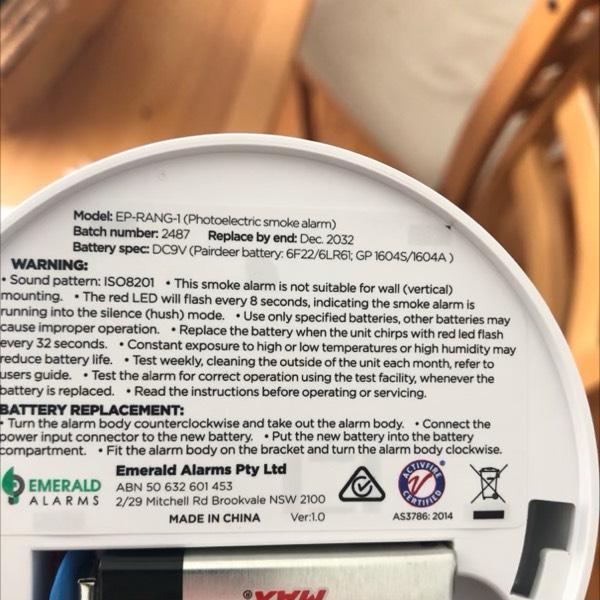 Model: EP-RANG-1 (Photoelectric smoke alarm)
Batch number: 2487 Replace by end: Dec. 2032
Battery spec: DC9V (Pairdeer battery: 6F22/6LR61; GP 1604S/1604A )
WARNING:
• Sound pattern: ISO8201 • This smoke alarm is not suitable for wall (vertical)
mounting. • The red LED will flash every 8 seconds, indicating the smoke alarm is
running into the silence (hush) mode. • Use only specified batteries, other batteries may
cause improper operation. • Replace the battery when the unit chirps with red led flash
every 32 seconds. • Constant exposure to high or low temperatures or high humidity may
reduce battery life. • Test weekly, cleaning the outside of the unit each month, refer to
users guide. • Test the alarm for correct operation using the test facility, whenever the
battery is replaced. • Read the instructions before operating or servicing.
BATTERY REPLACEMENT:
• Turn the alarm body counterclockwise and take out the alarm body. • Connect the
power input connector to the new battery. • Put the new battery into the battery
compartment. • Fit the alarm body on the bracket and turn the alarm body clockwise.
EMERALD
ALARMS
Emerald Alarms Pty Ltd
ABN 50 632 601 453
2/29 Mitchell Rd Brookvale NSW 2100
MADE IN CHINA Ver:1.0
ACTIVFIRE
CERTIFIED
AS3786: 2014
MAX®